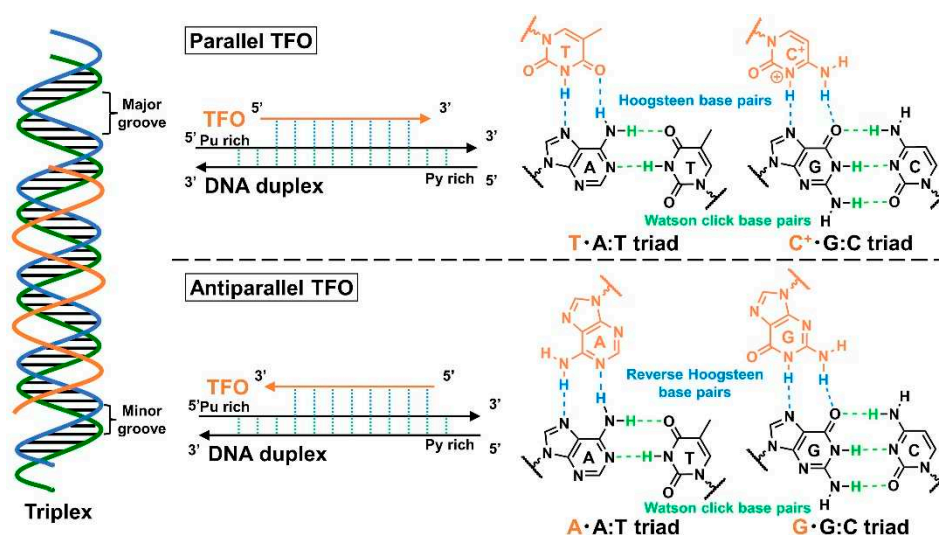 Major
groove
Minor
groove
Triplex
Parallel TFO
TFO
5’
3’
5’
Pu rich
3’
3’
DNA duplex
Py rich
5’
T
N
O
N
O
H
Hoogsteen base pairs
C⁺
N
O
⊕
N
N
H
H
H
N
N
N
H
O
N
A
N
H
N
T
N
O
N
Watson click base pairs
N
O
H
N
H
N
G
N
H
N
C
N
N
H
O
N
H
T・A:T triad
C⁺・G:C triad
Antiparallel TFO
TFO
3’
5’
5’
Pu rich
3’
3’
DNA duplex
Py rich
5’
N
N
A
H
N
N
N
H
H
Reverse Hoogsteen
base pairs
N
N
G
O
N
N
H
H
H
N
N
N
H
O
N
A
N
H
N
T
N
O
N
Watson click base pairs
N
O
H
N
H
N
G
N
H
N
C
N
N
H
O
N
H
A・A:T triad
G・G:C triad